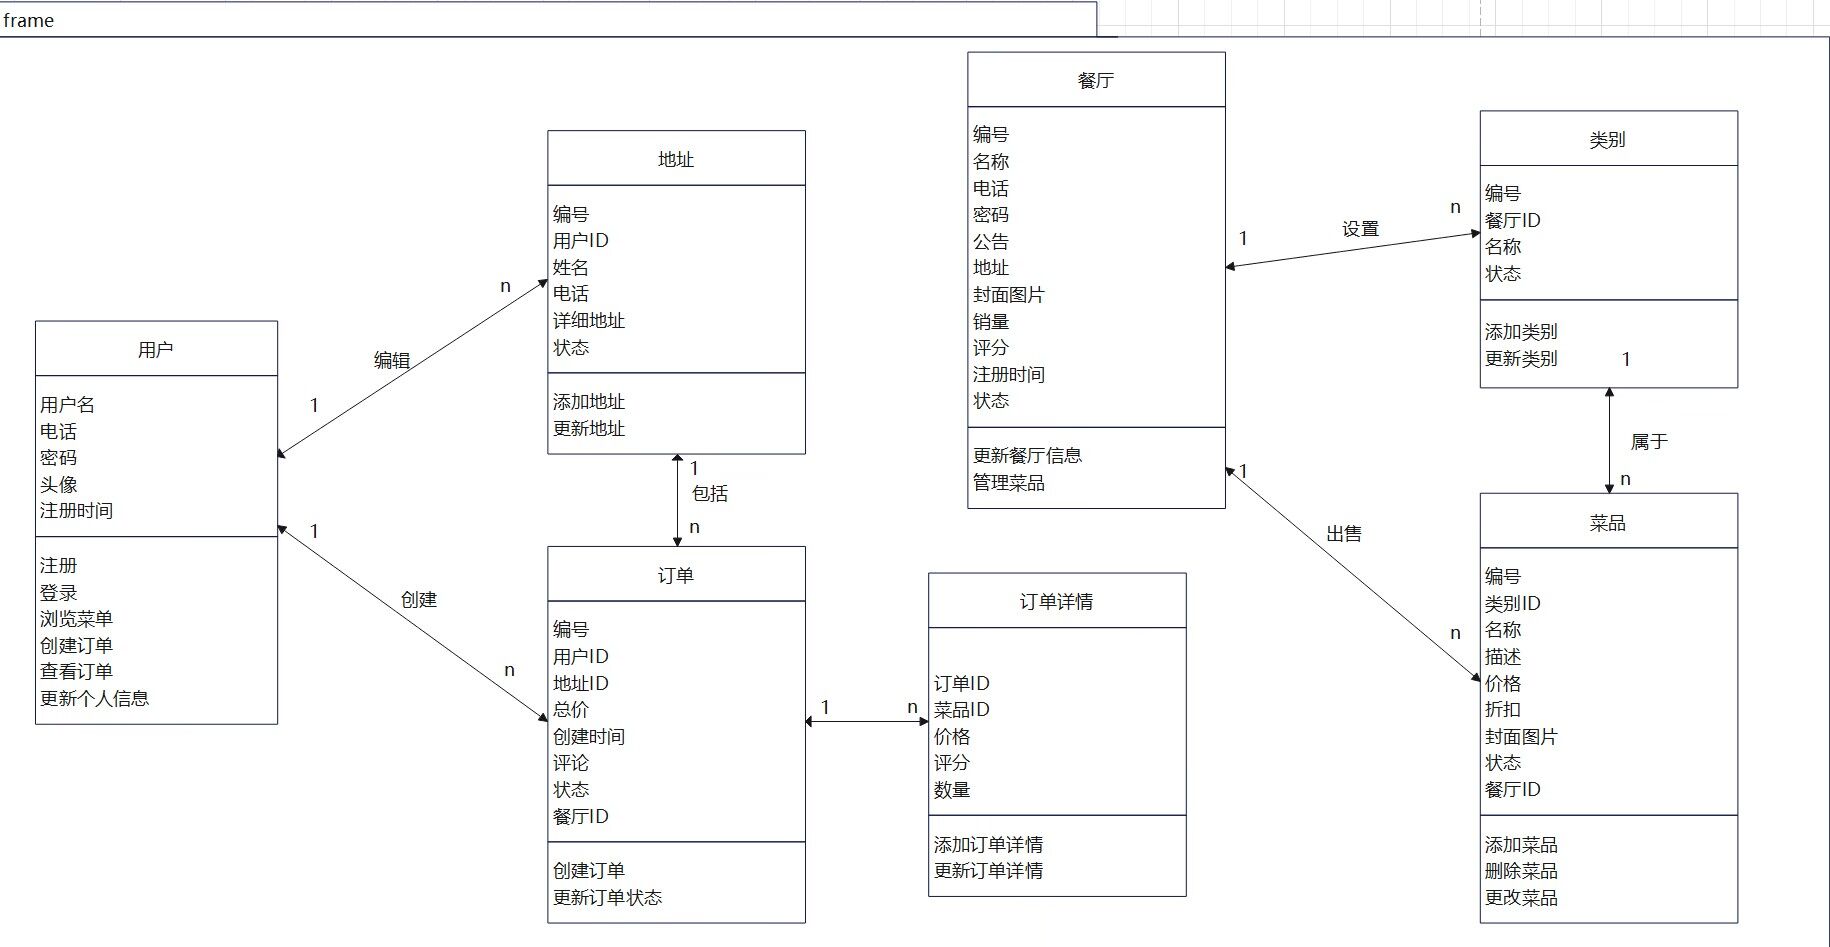 frame
用户
用户名
电话
密码
头像
注册时间
注册
登录
浏览菜单
创建订单
查看订单
更新个人信息
1
编辑
n
1
创建
n
地址
编号
用户ID
姓名
电话
详细地址
状态
添加地址
更新地址
1
包括
n
订单
编号
用户ID
地址ID
总价
创建时间
评论
状态
餐厅ID
创建订单
更新订单状态
1
n
订单详情
订单ID
菜品ID
价格
评分
数量
添加订单详情
更新订单详情
餐厅
编号
名称
电话
密码
公告
地址
封面图片
销量
评分
注册时间
状态
更新餐厅信息
管理菜品
1
设置
n
1
出售
n
类别
编号
餐厅ID
名称
状态
添加类别
更新类别
1
属于
n
菜品
编号
类别ID
名称
描述
价格
折扣
封面图片
状态
餐厅ID
添加菜品
删除菜品
更改菜品